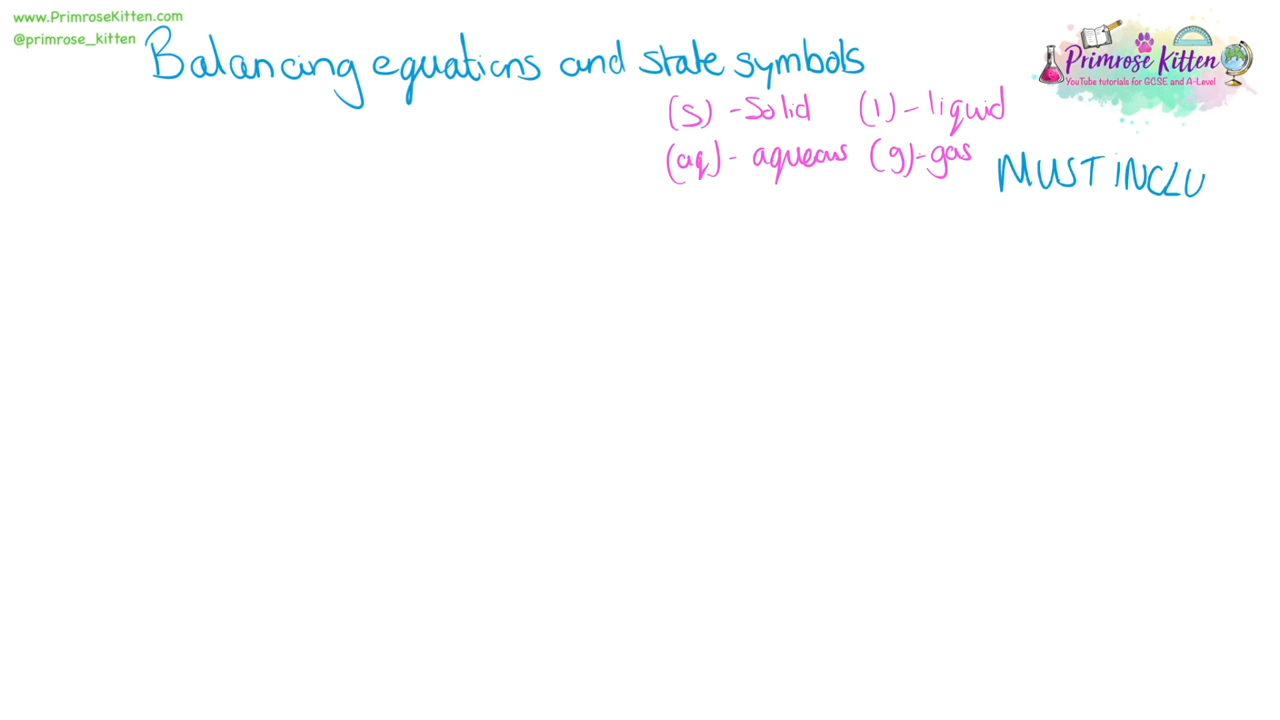 www.PrimroseKitten.com
@primrose_kitten
Balancing equations and state symbols
Primrose Kitten
YouTube tutorials for GCSE and A-Level
(s) - Solid (l) - liquid
(aq) - aqueous (g) - gas
MUST INCLU